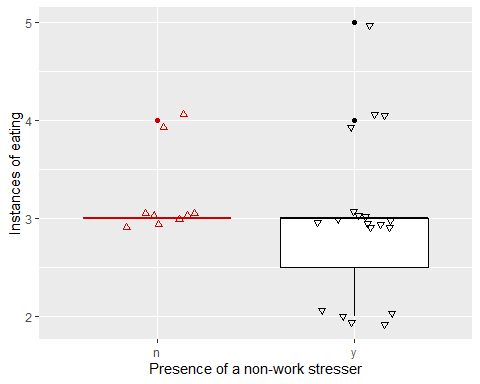 5
4
3
2
Instances of eating
n y
Presence of a non-work stresser